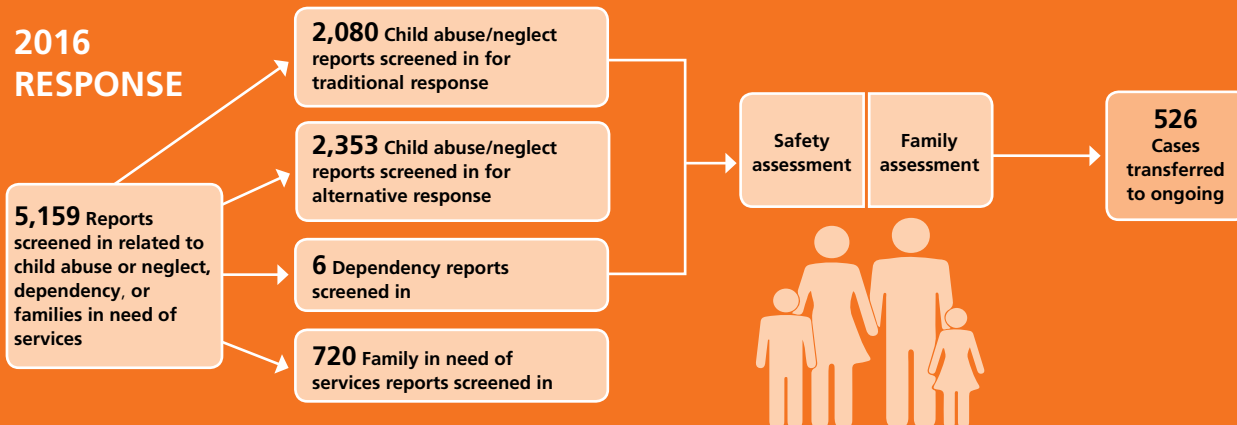 2016
RESPONSE
5,159 Reports
screened in related to
child abuse or neglect,
dependency, or
families in need of
services
2,080 Child abuse/neglect
reports screened in for
traditional response
2,353 Child abuse/neglect
reports screened in for
alternative response
6 Dependency reports
screened in
720 Family in need of
services reports screened in
Safety
assessment
Family
assessment
526
Cases
transferred
to ongoing